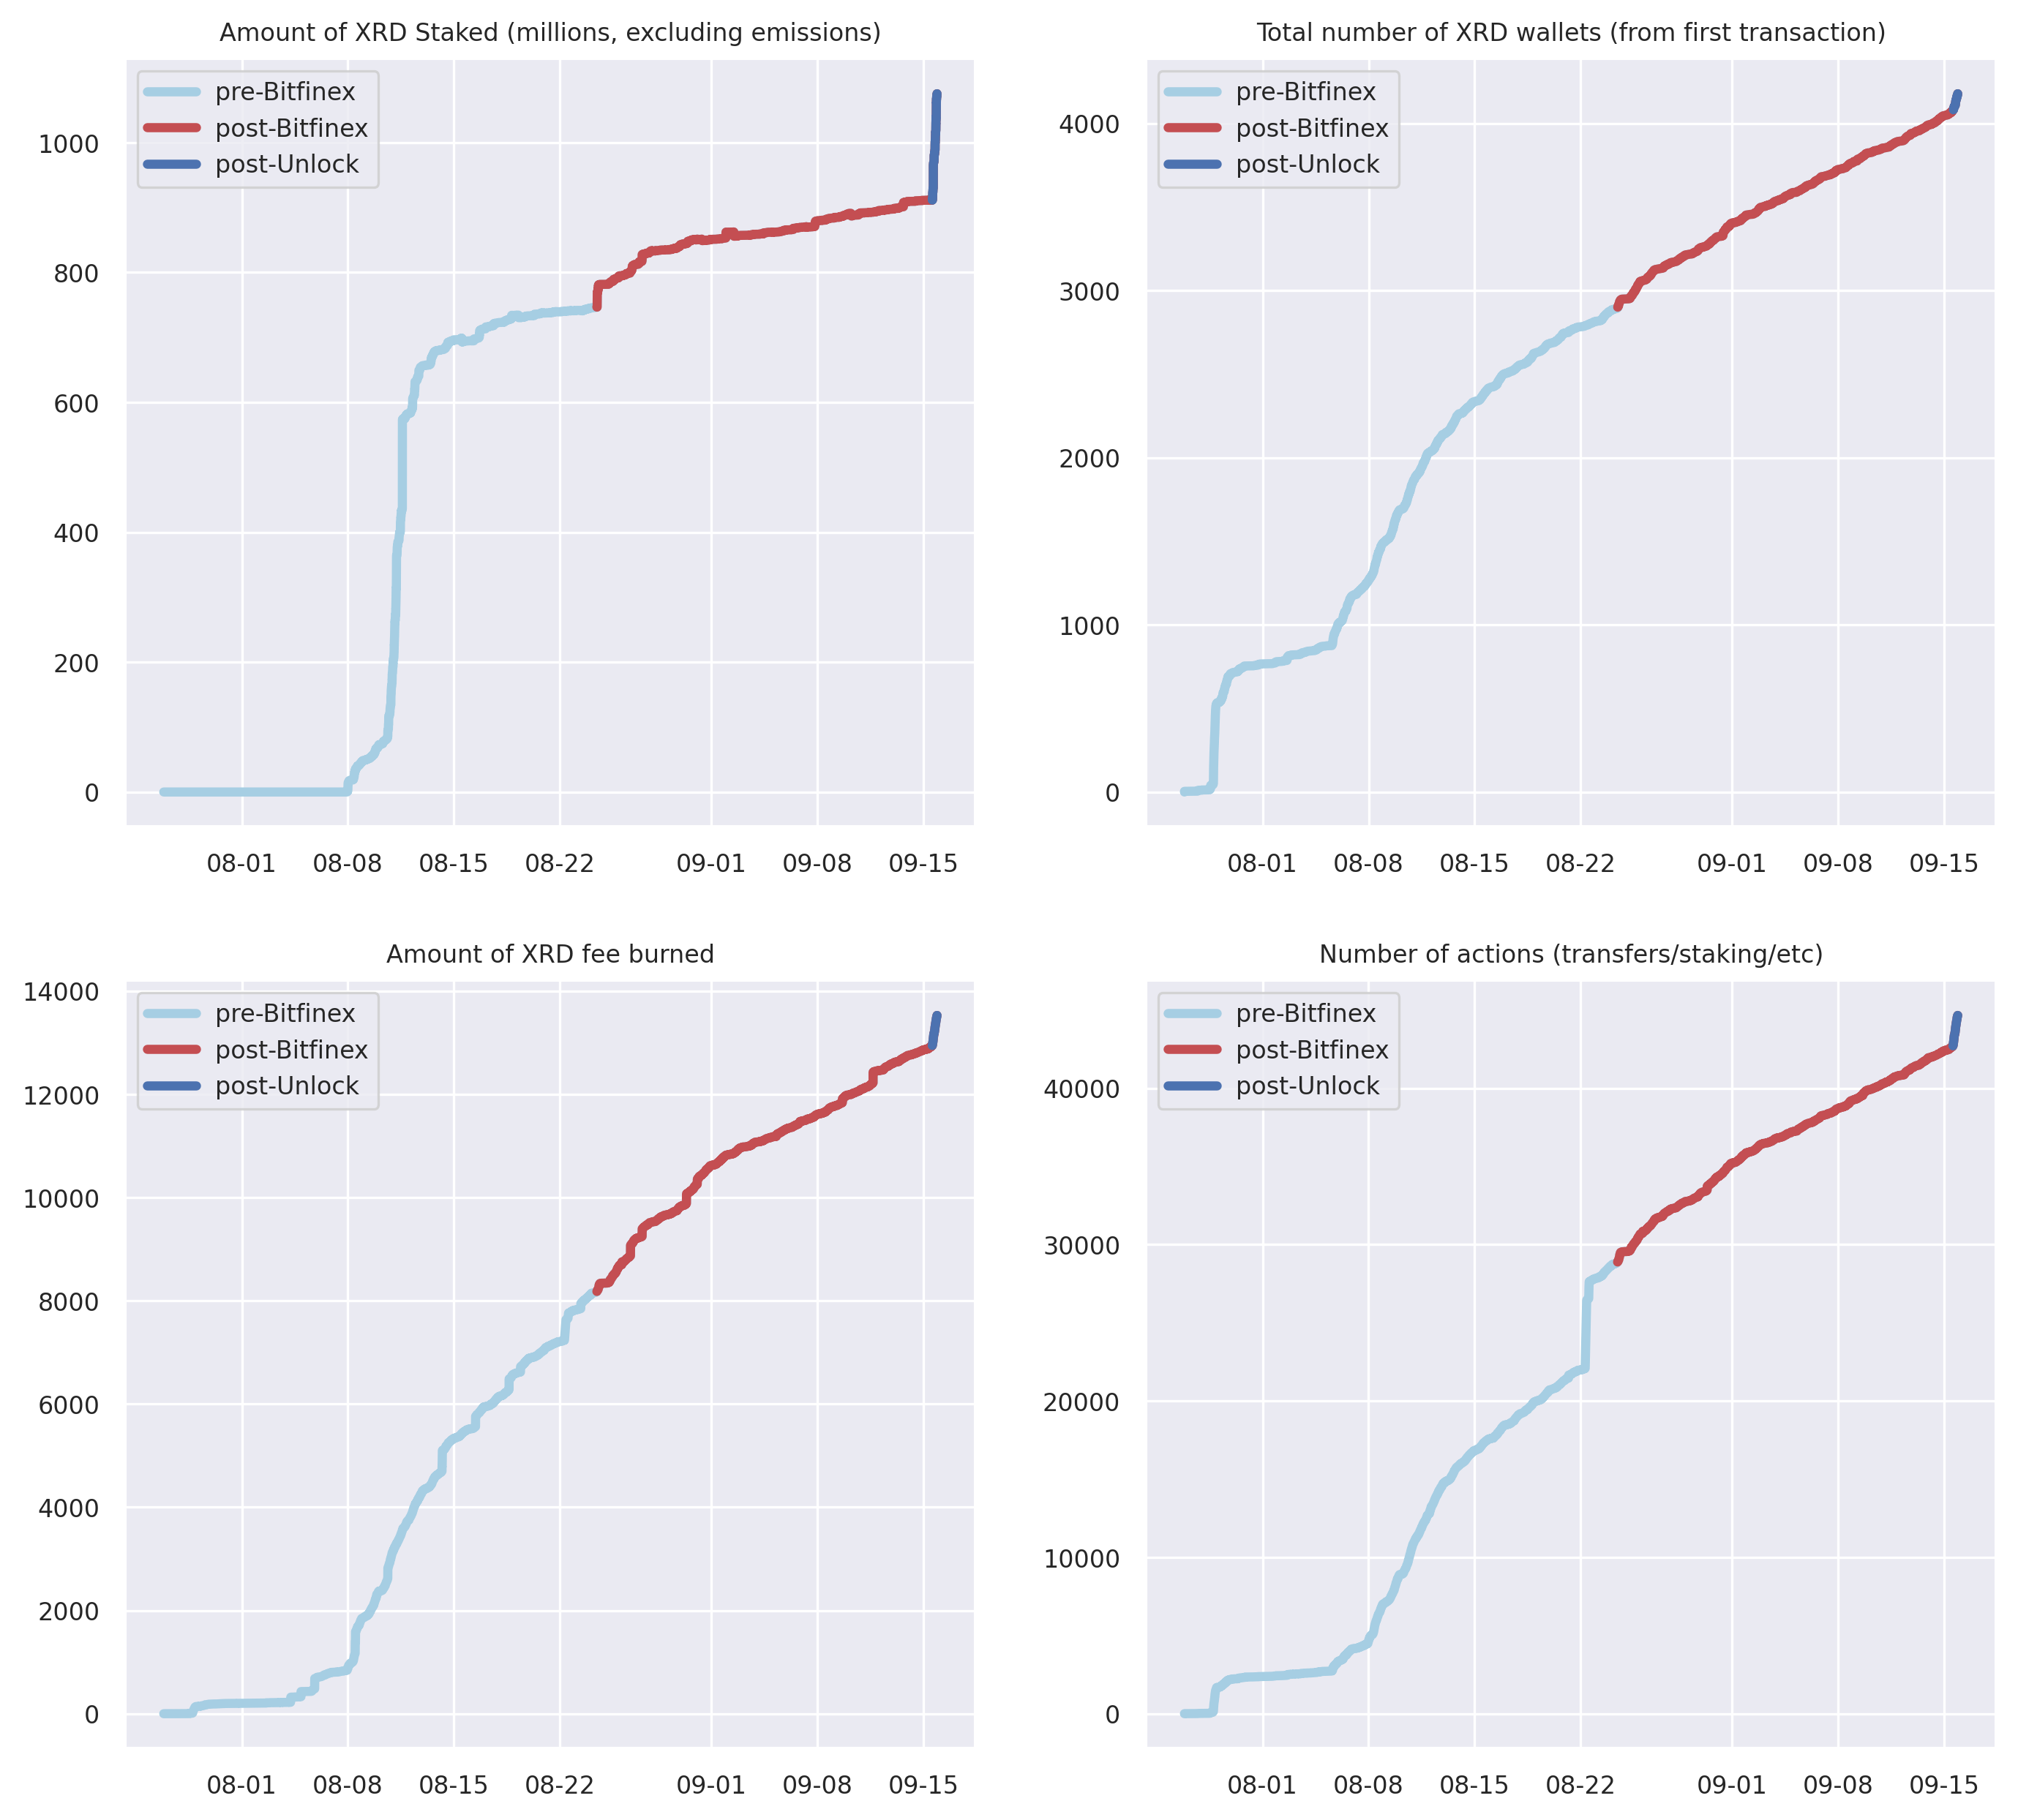 Amount of XRD Staked (millions, excluding emissions)
pre-Bitfinex
post-Bitfinex
post-Unlock
1000
800
600
400
200
0
08-01 08-08 08-15 08-22 09-01 09-08 09-15
Total number of XRD wallets (from first transaction)
pre-Bitfinex
post-Bitfinex
post-Unlock
4000
3000
2000
1000
0
08-01 08-08 08-15 08-22 09-01 09-08 09-15
Amount of XRD fee burned
pre-Bitfinex
post-Bitfinex
post-Unlock
14000
12000
10000
8000
6000
4000
2000
0
08-01 08-08 08-15 08-22 09-01 09-08 09-15
Number of actions (transfers/staking/etc)
pre-Bitfinex
post-Bitfinex
post-Unlock
40000
30000
20000
10000
0
08-01 08-08 08-15 08-22 09-01 09-08 09-15